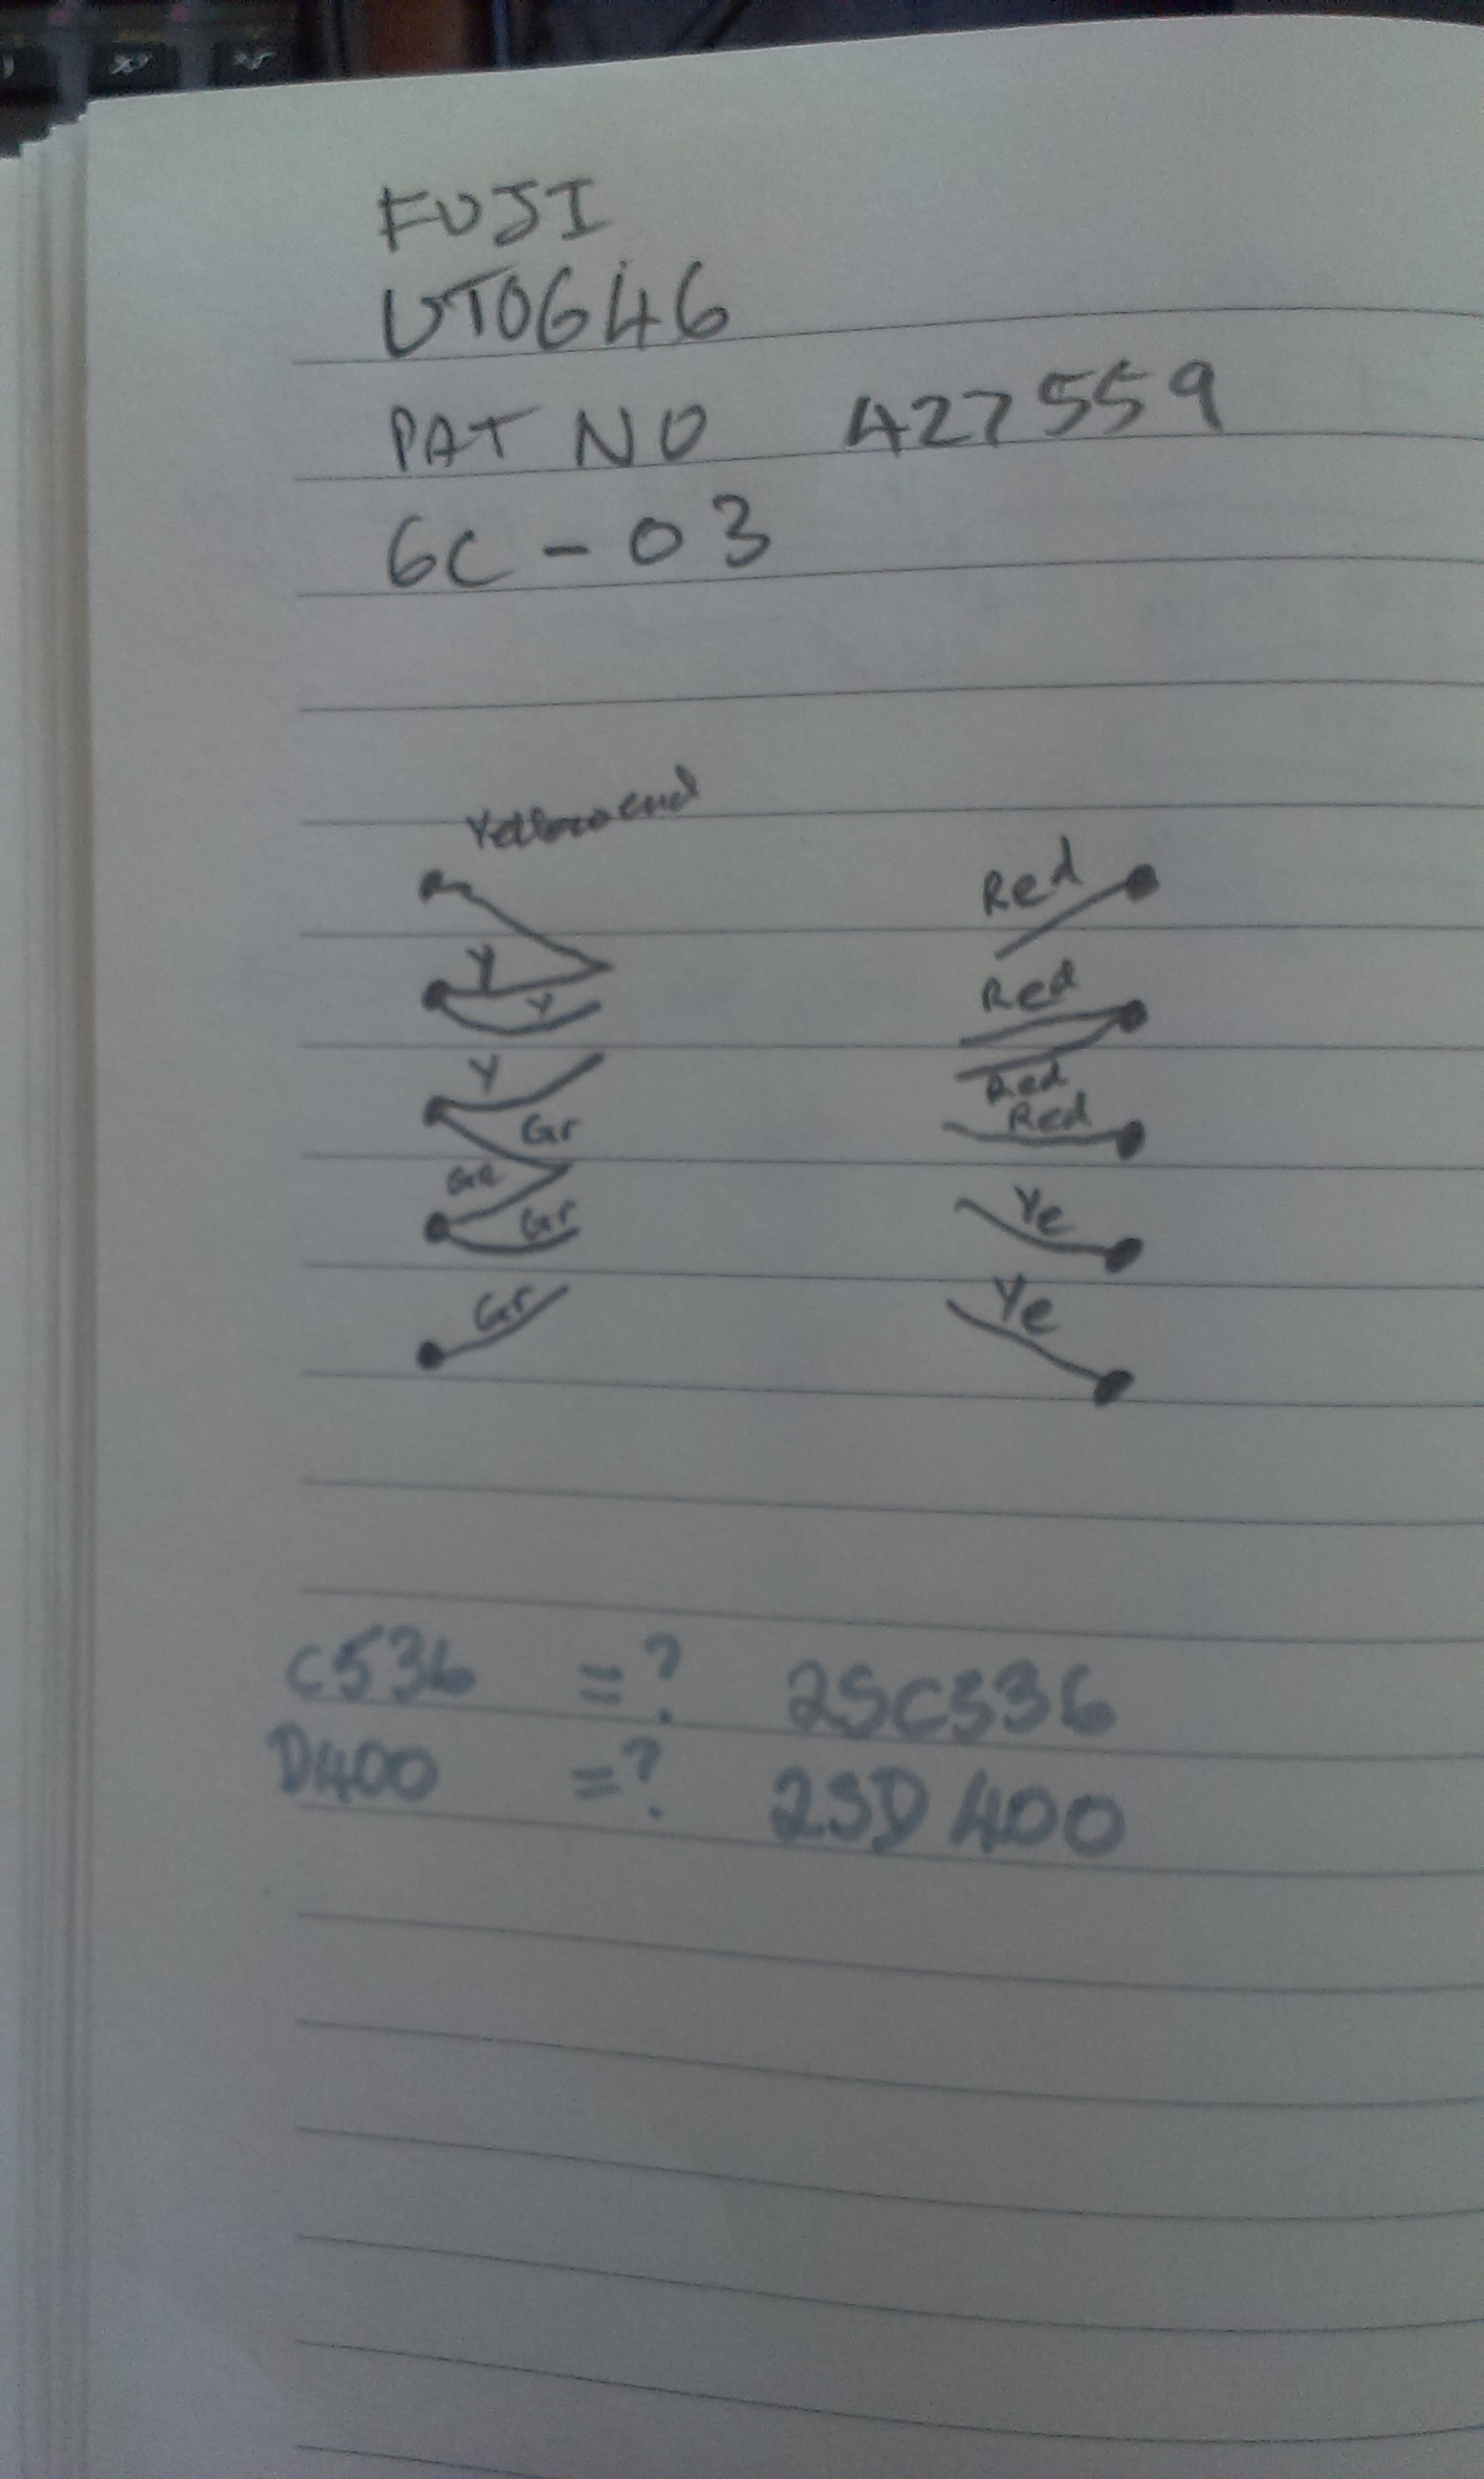 FUJI
UT0646
PAT NO 427559
6C - 03
Yellow end
Red
Y
Y
Red
Y
Red
Gr
Red
GR
Gr
Ye
Gr
Ye
C536 =? 2SC536
D400 =? 2SD400